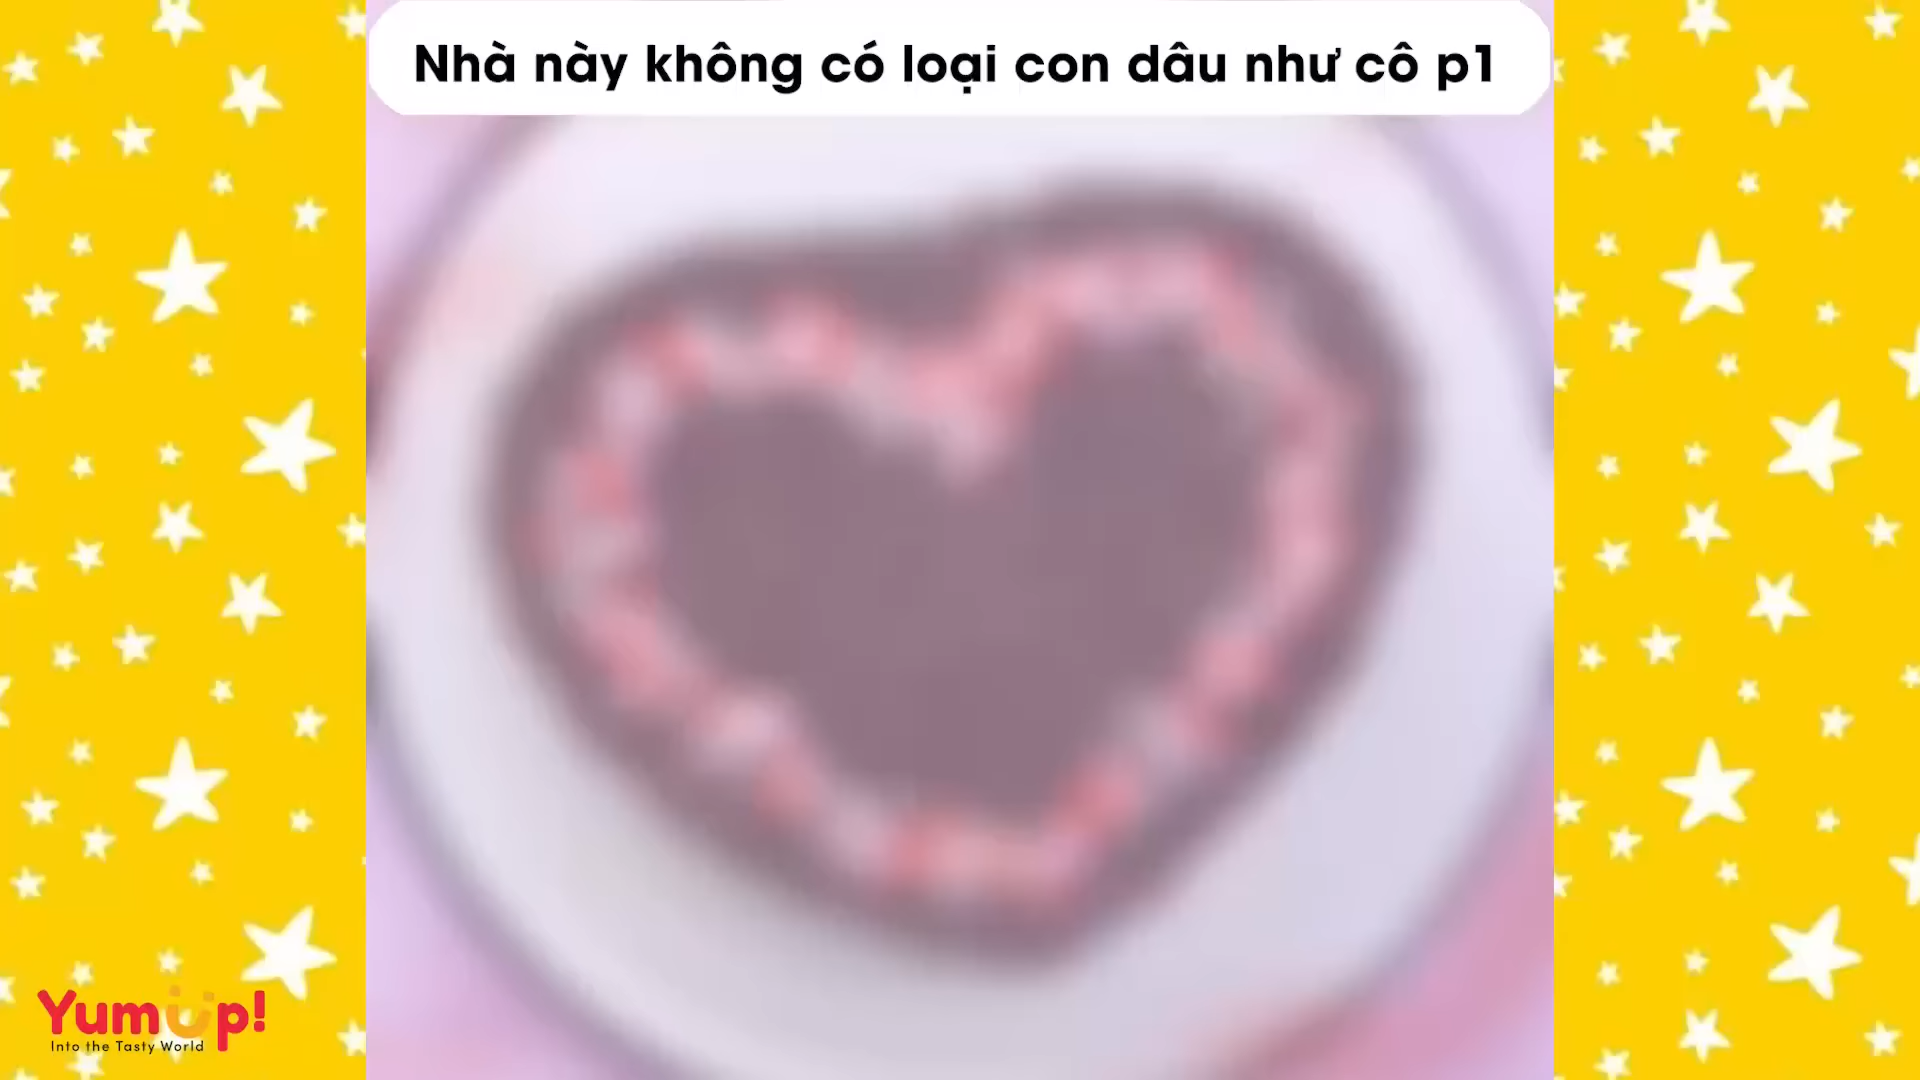 Nhà này không có loại con dâu như cô p1
YumUp!
Into the Tasty World